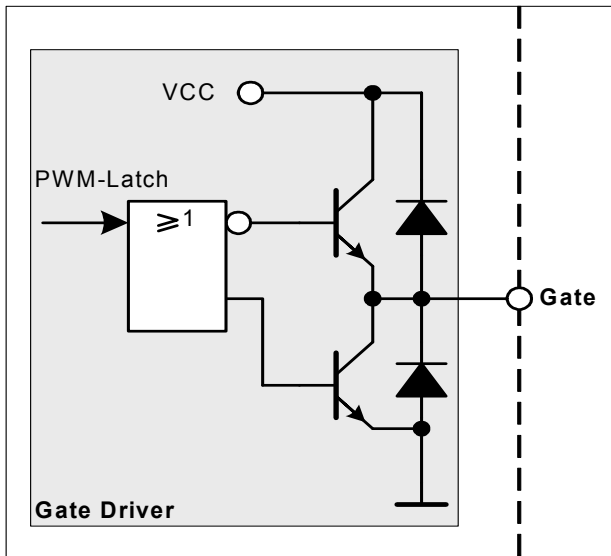 VCC
PWM-Latch
≥1
Gate
Gate Driver